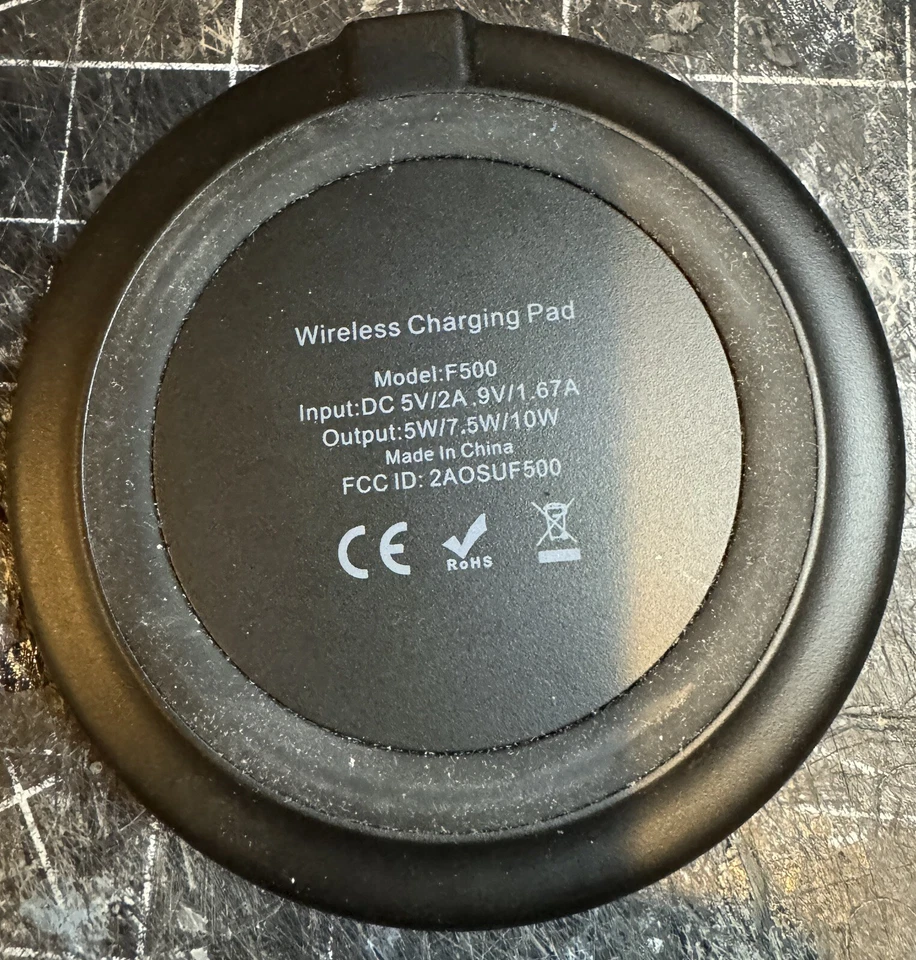 Wireless Charging Pad
Model:F500
Input:DC 5V/2A .9V/1.67A
Output:5W/7.5W/10W
Made In China
FCC ID: 2AOSUF500
CE
RoHS